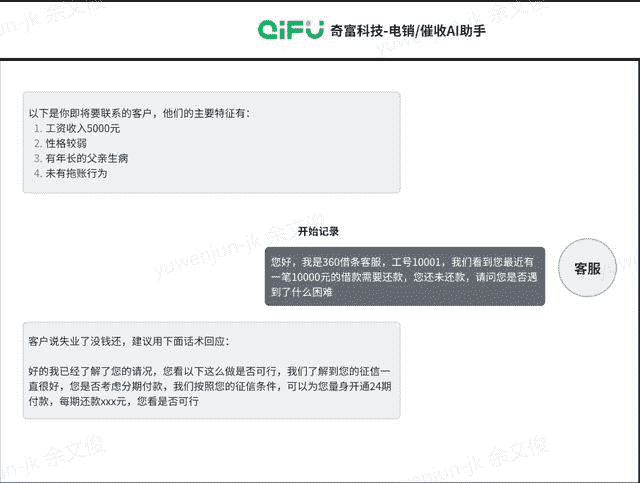 QiFU 奇富科技-电销/催收AI助手
以下是你即将要联系的客户，他们的主要特征有：
1. 工资收入5000元
2. 性格较弱
3. 有年长的父亲生病
4. 未有拖账行为
开始记录
您好，我是360借条客服，工号10001，我们看到您最近有
一笔10000元的借款需要还款，您还未还款，请问您是否遇
到了什么困难
客服
客户说失业了没钱还，建议用下面话术回应：
好的我已经了解了您的请况，您看以下这么做是否可行，我们了解到您的征信一
直很好，您是否考虑分期付款，我们按照您的征信条件，可以为您量身开通24期
付款，每期还款xxx元，您看是否可行
yuwenjun-jk 余文俊